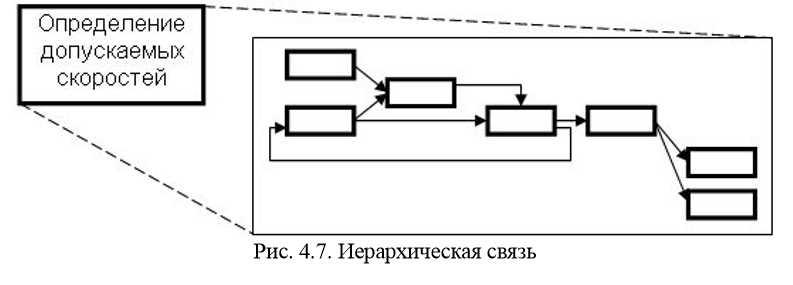 Определение
допускаемых
скоростей
Рис. 4.7. Иерархическая связь